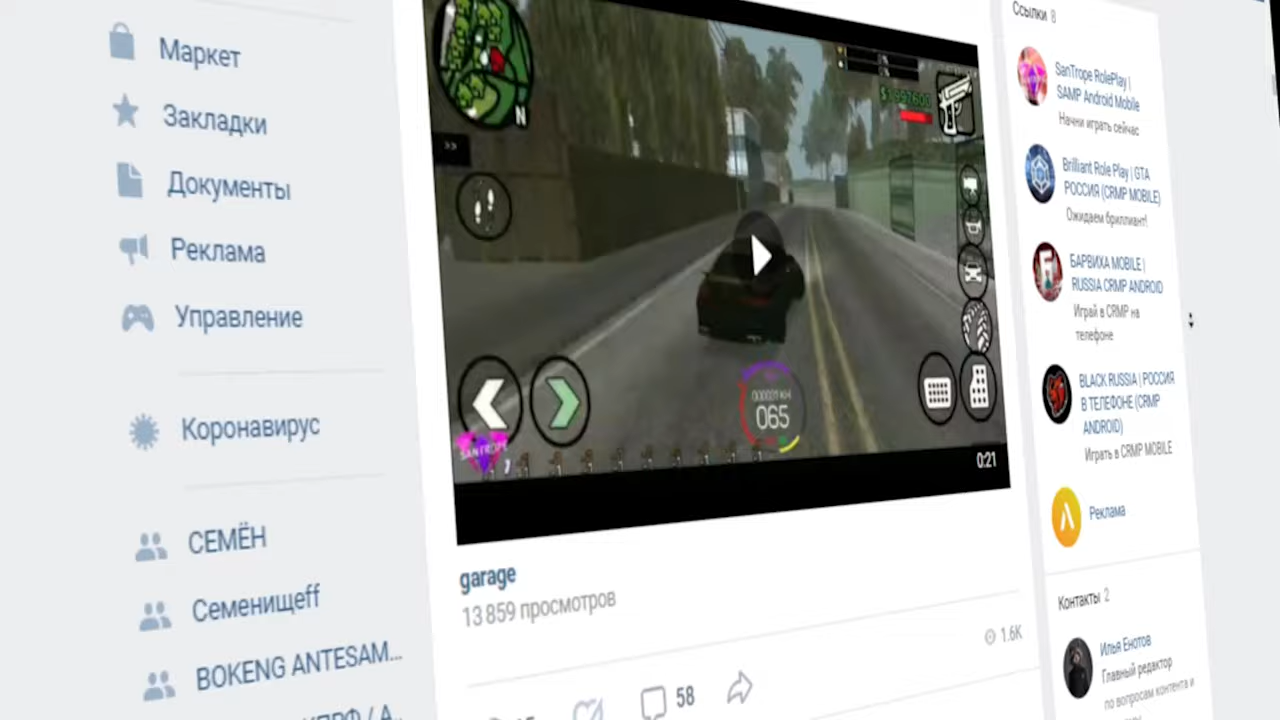 Маркет
Закладки
Документы
Реклама
Управление
Коронавирус
СЕМЁН
Семенищеff
BOKENG ANTESAM...
N
>>
065
SANTROPE
0:21
garage
13 859 просмотров
1.6K
58
Ссылки 8
SanTrope RolePlay |
SAMP Android Mobile
Начни играть сейчас
Brilliant Role Play | GTA
РОССИЯ (CRMP MOBILE)
Ожидаем бриллиант!
БАРВИХА MOBILE |
RUSSIA CRMP ANDROID
Играй в CRMP на
телефоне
BLACK RUSSIA | РОССИЯ
В ТЕЛЕФОНЕ (CRMP
ANDROID)
Играть в CRMP MOBILE
Реклама
Контакты 2
Илья Енотов
Главный редактор
по вопросам контента и